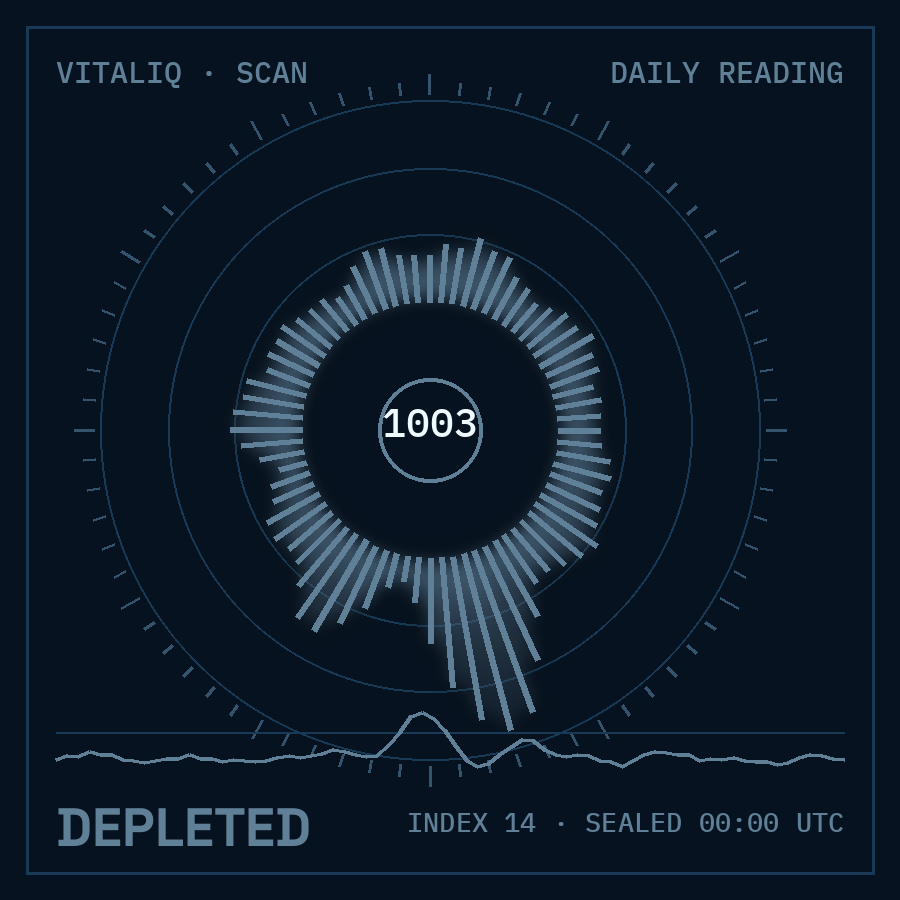 VITALIQ · SCAN
DAILY READING
1003
DEPLETED
INDEX 14 · SEALED 00:00 UTC